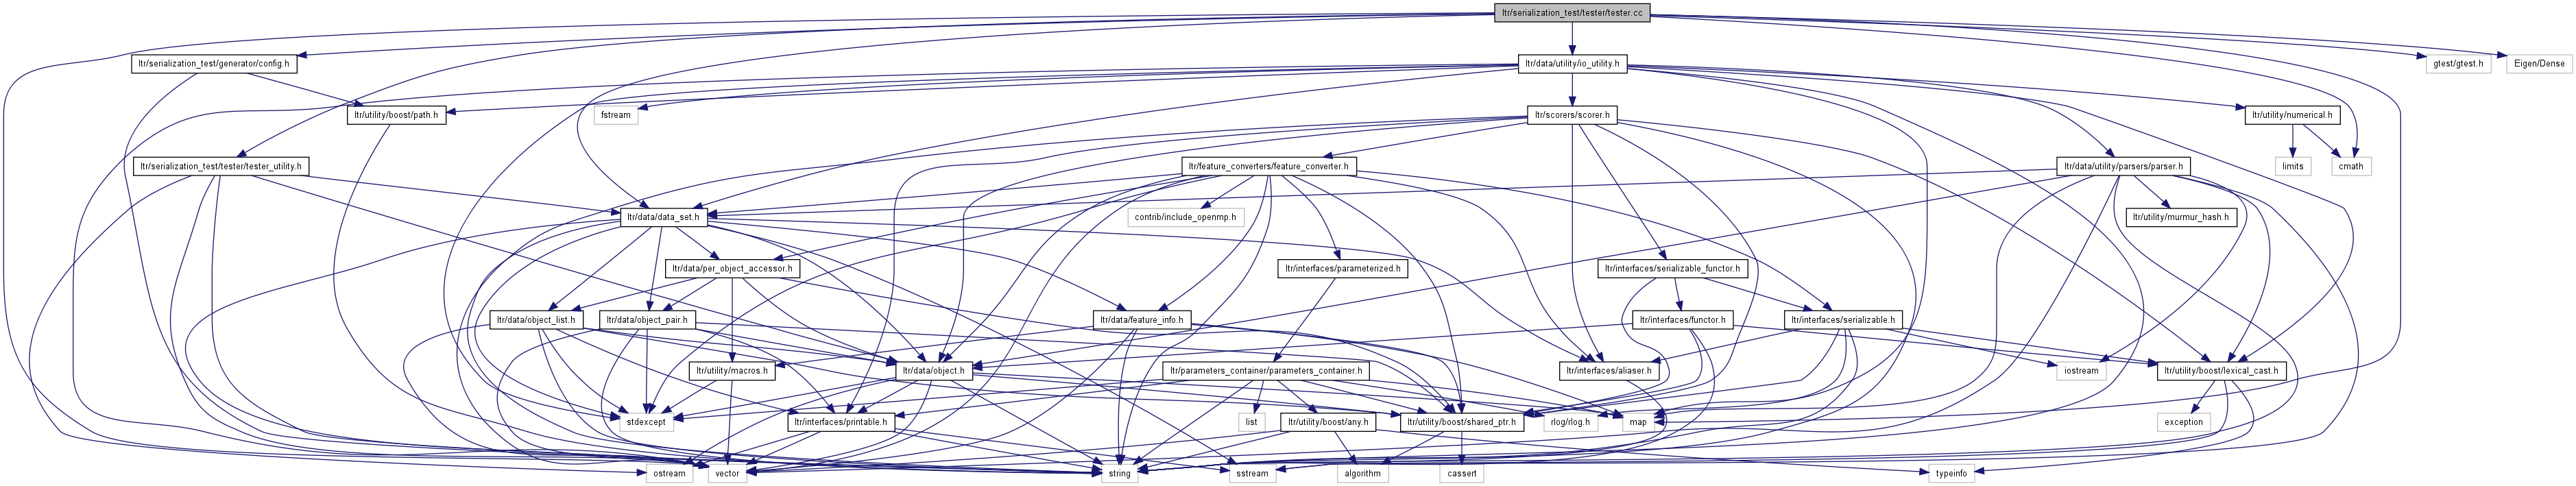 ltr/serialization_test/tester/tester.cc
ltr/serialization_test/generator/config.h
ltr/data/utility/io_utility.h
gtest/gtest.h
Eigen/Dense
ltr/utility/boost/path.h
fstream
ltr/scorers/scorer.h
ltr/utility/numerical.h
ltr/serialization_test/tester/tester_utility.h
ltr/feature_converters/feature_converter.h
ltr/data/utility/parsers/parser.h
limits
cmath
ltr/data/data_set.h
contrib/include_openmp.h
ltr/utility/murmur_hash.h
ltr/data/per_object_accessor.h
ltr/interfaces/parameterized.h
ltr/interfaces/serializable_functor.h
ltr/data/object_list.h
ltr/data/object_pair.h
ltr/data/feature_info.h
ltr/interfaces/functor.h
ltr/interfaces/serializable.h
ltr/utility/macros.h
ltr/data/object.h
ltr/parameters_container/parameters_container.h
ltr/interfaces/aliaser.h
iostream
ltr/utility/boost/lexical_cast.h
stdexcept
ltr/interfaces/printable.h
list
ltr/utility/boost/any.h
ltr/utility/boost/shared_ptr.h
rlog/rlog.h
map
exception
ostream
vector
string
sstream
algorithm
cassert
typeinfo